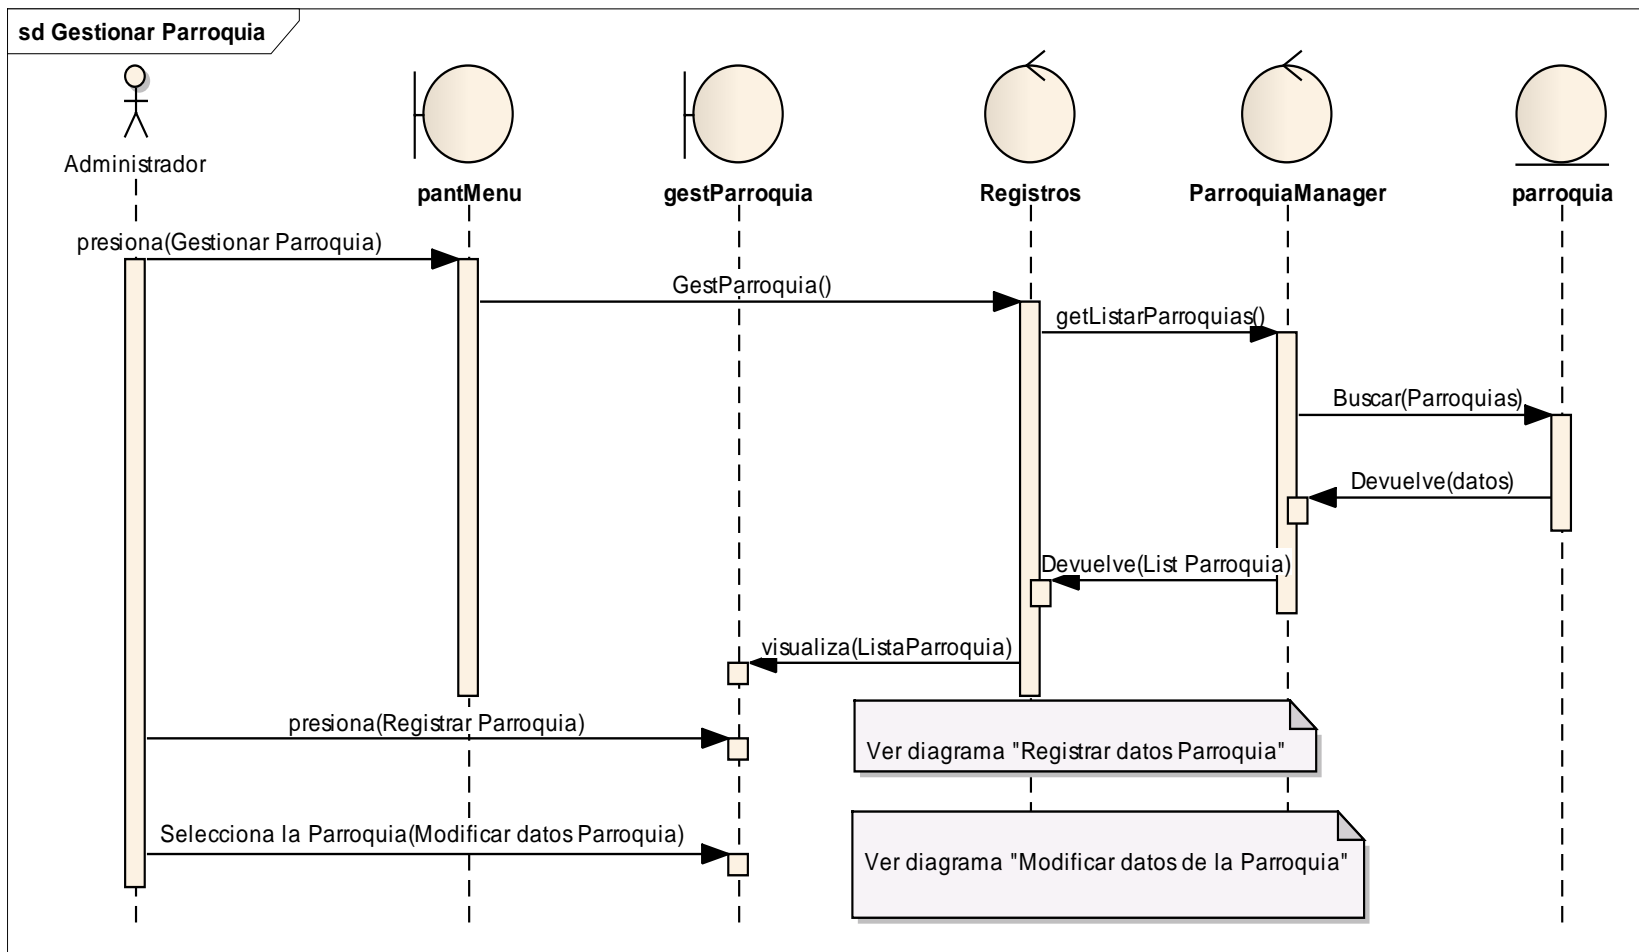 sd Gestionar Parroquia
Administrador
pantMenu
gestParroquia
Registros
ParroquiaManager
parroquia
presiona(Gestionar Parroquia)
GestParroquia()
getListarParroquias()
Buscar(Parroquias)
Devuelve(datos)
Devuelve(List Parroquia)
visualiza(ListaParroquia)
presiona(Registrar Parroquia)
Ver diagrama "Registrar datos Parroquia"
Selecciona la Parroquia(Modificar datos Parroquia)
Ver diagrama "Modificar datos de la Parroquia"